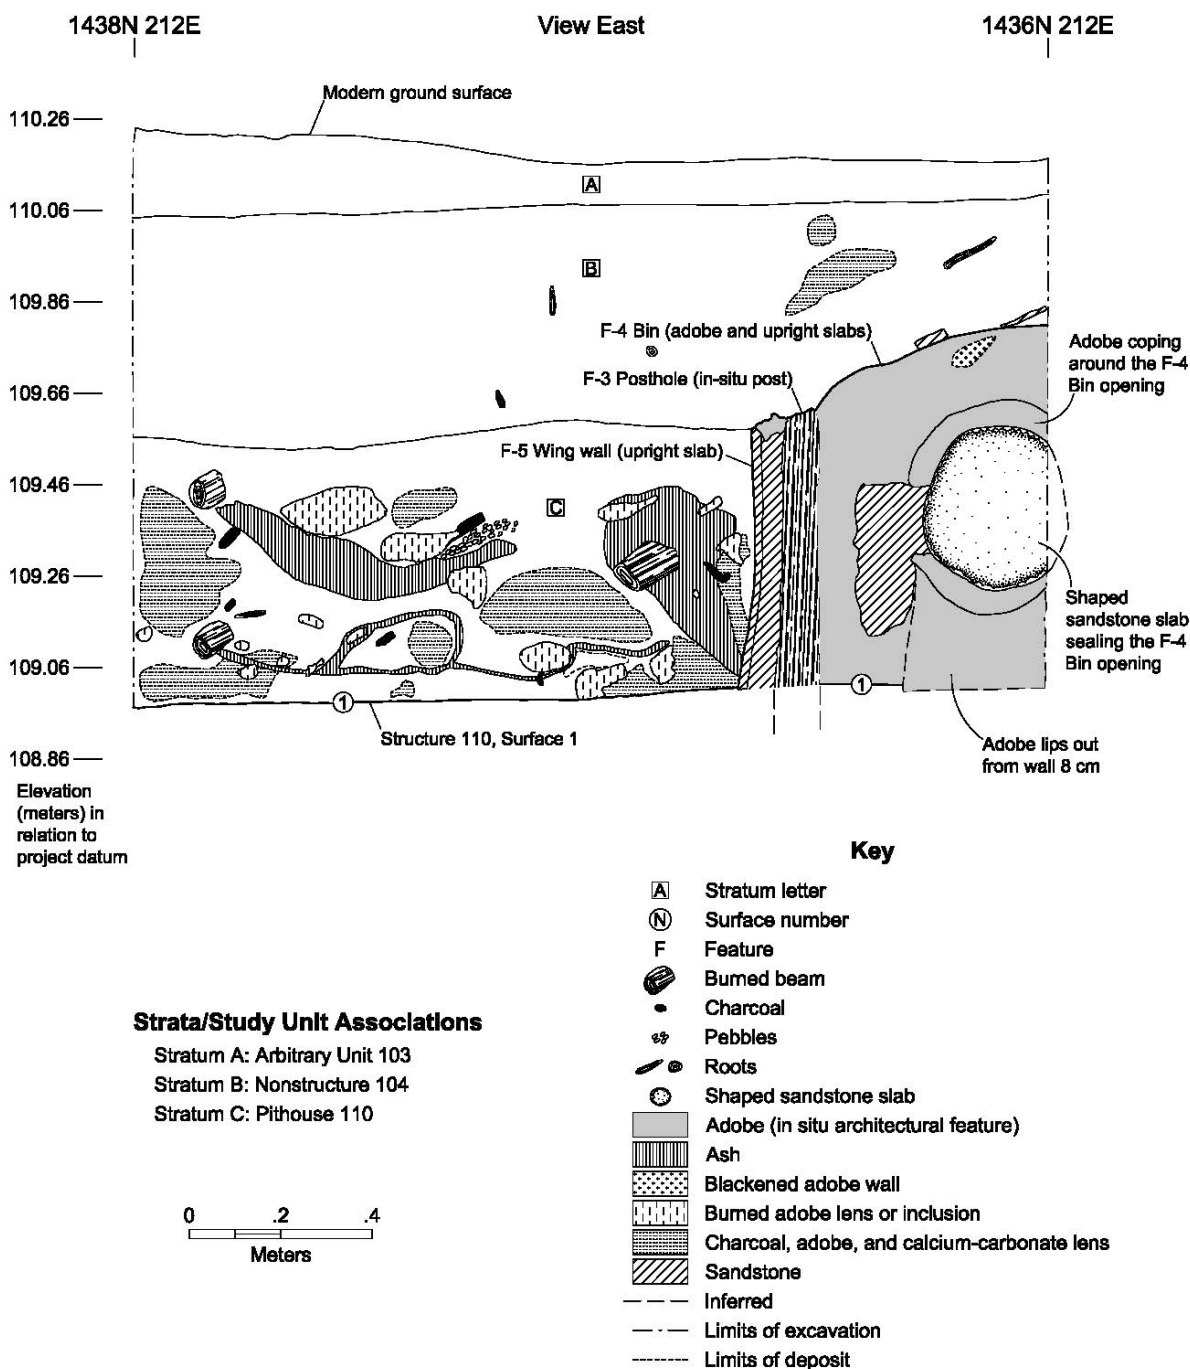 1438N 212E
View East
1436N 212E
Modern ground surface
110.26
A
110.06
B
109.86
F-4 Bin (adobe and upright slabs)
Adobe coping
around the F-4
Bin opening
F-3 Posthole (in-situ post)
109.66
F-5 Wing wall (upright slab)
109.46
C
109.26
Shaped
sandstone slab
sealing the F-4
Bin opening
109.06
1
1
Structure 110, Surface 1
Adobe lips out
from wall 8 cm
108.86
Elevation
(meters) in
relation to
project datum
Key
A Stratum letter
N Surface number
F Feature
Burned beam
Charcoal
Pebbles
Roots
Shaped sandstone slab
Adobe (in situ architectural feature)
Ash
Blackened adobe wall
Burned adobe lens or inclusion
Charcoal, adobe, and calcium-carbonate lens
Sandstone
Inferred
Limits of excavation
Limits of deposit
Strata/Study Unit Associations
Stratum A: Arbitrary Unit 103
Stratum B: Nonstructure 104
Stratum C: Pithouse 110
0 .2 .4
Meters